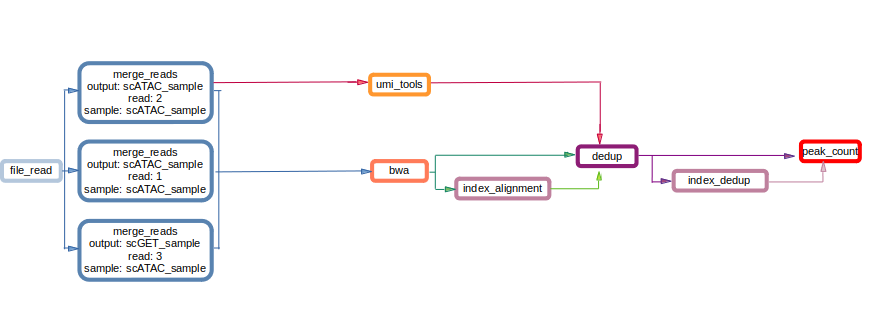 merge_reads
output: scATAC_sample
read: 2
sample: scATAC_sample
umi_tools
file_read
merge_reads
output: scATAC_sample
read: 1
sample: scATAC_sample
bwa
index_alignment
dedup
index_dedup
peak_count
merge_reads
output: scGET_sample
read: 3
sample: scATAC_sample